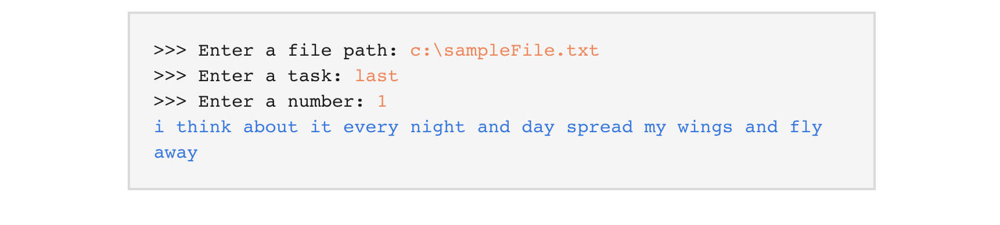 >>> Enter a file path: c:\sampleFile.txt
>>> Enter a task: last
>>> Enter a number: 1
i think about it every night and day spread my wings and fly
away